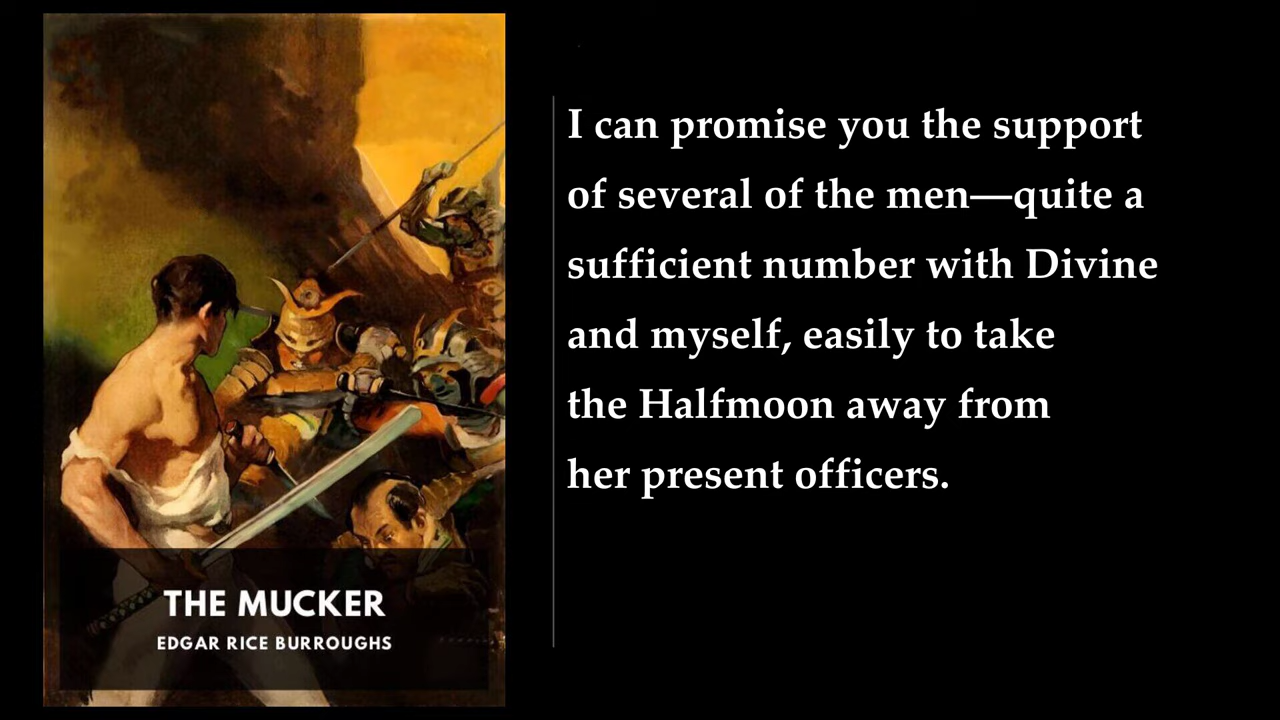 THE MUCKER
EDGAR RICE BURROUGHS
I can promise you the support
of several of the men—quite a
sufficient number with Divine
and myself, easily to take
the Halfmoon away from
her present officers.